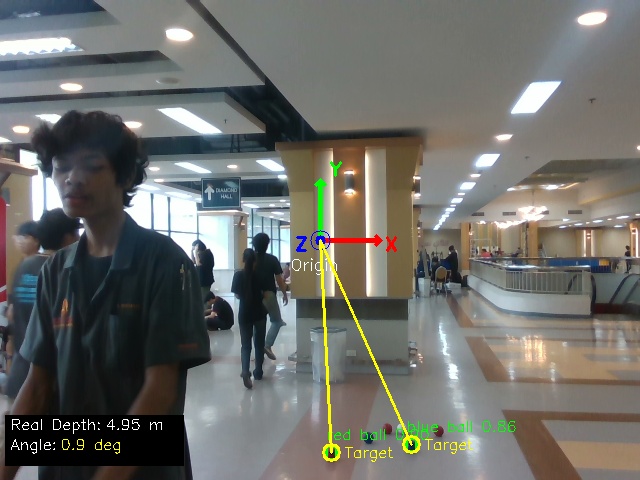 DIAMOND
HALL
Y
Z X
Origin
ed ball 0.
blue ball 0.86
Target
Target
Real Depth: 4.95 m
Angle: 0.9 deg